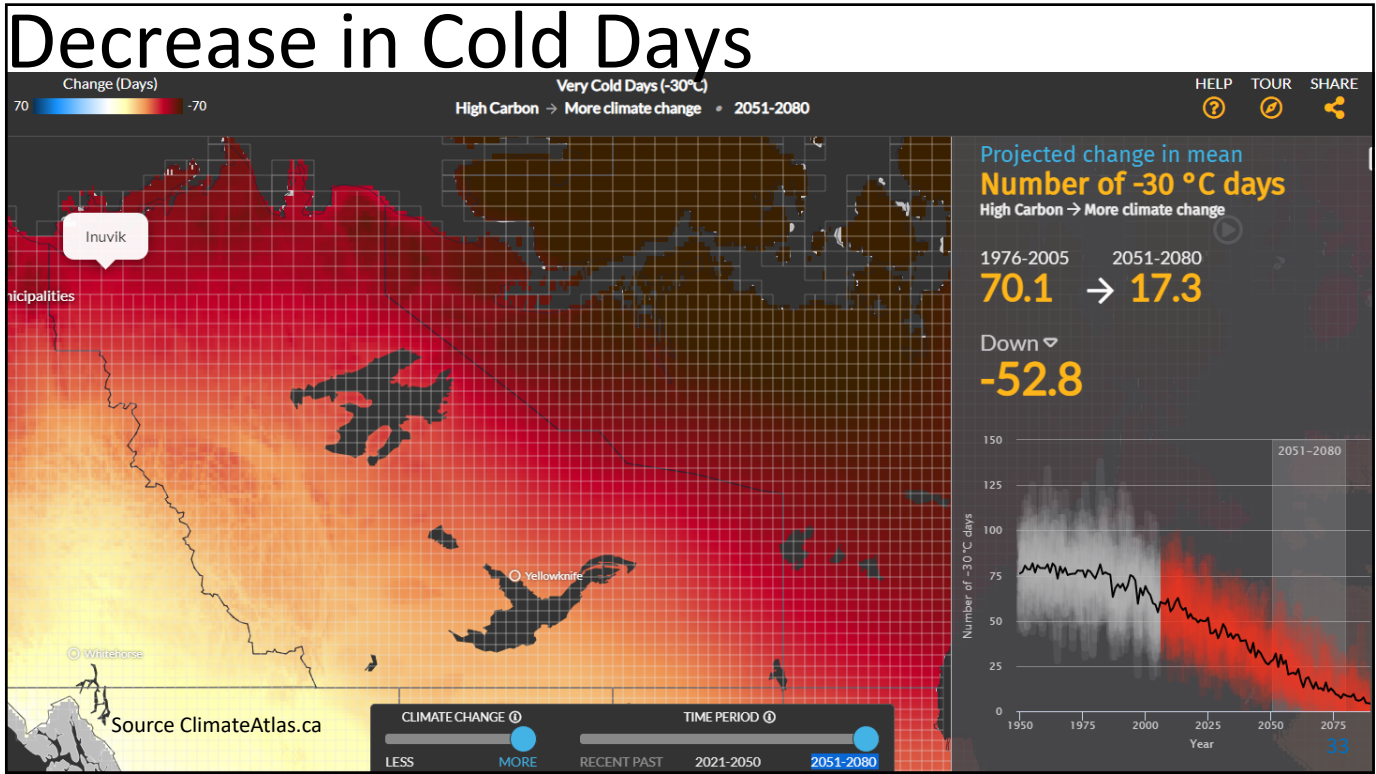 Decrease in Cold Days
Change (Days)
70 -70
Very Cold Days (-30°C)
High Carbon → More climate change • 2051-2080
HELP TOUR SHARE
Inuvik
nicipalities
Yellowknife
Whitehorse
Source ClimateAtlas.ca
CLIMATE CHANGE
LESS MORE
TIME PERIOD
RECENT PAST 2021-2050 2051-2080
Projected change in mean
Number of -30 °C days
High Carbon → More climate change
1976-2005 2051-2080
70.1 → 17.3
Down
-52.8
2051-2080
Number of -30°C days
150
125
100
75
50
25
0
1950 1975 2000 2025 2050 2075
Year
33